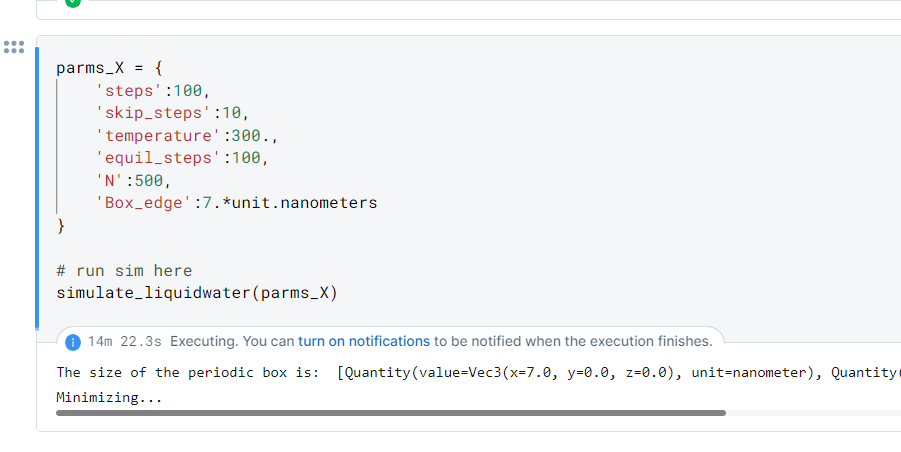 parms_X = {
'steps':100,
'skip_steps':10,
'temperature':300.,
'equil_steps':100,
'N':500,
'Box_edge':7.*unit.nanometers
}
# run sim here
simulate_liquidwater(parms_X)
14m 22.3s Executing. You can turn on notifications to be notified when the execution finishes.
The size of the periodic box is:  [Quantity(value=Vec3(x=7.0, y=0.0, z=0.0), unit=nanometer), Quantity(
Minimizing...